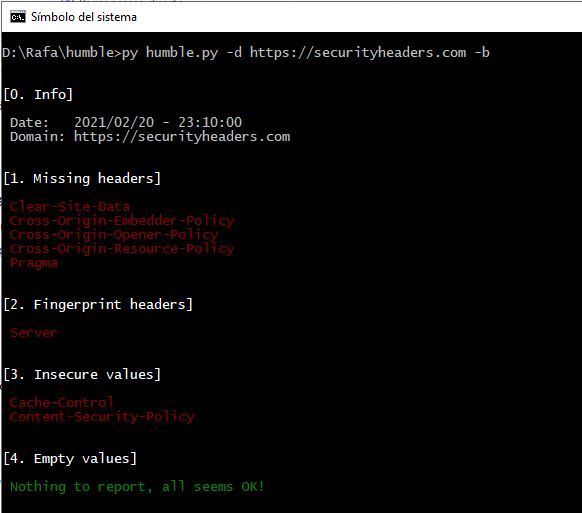 Símbolo del sistema
D:\Rafa\humble>py humble.py -d https://securityheaders.com -b
[0. Info]
Date:   2021/02/20 - 23:10:00
Domain: https://securityheaders.com
[1. Missing headers]
Clear-Site-Data
Cross-Origin-Embedder-Policy
Cross-Origin-Opener-Policy
Cross-Origin-Resource-Policy
Pragma
[2. Fingerprint headers]
Server
[3. Insecure values]
Cache-Control
Content-Security-Policy
[4. Empty values]
Nothing to report, all seems OK!